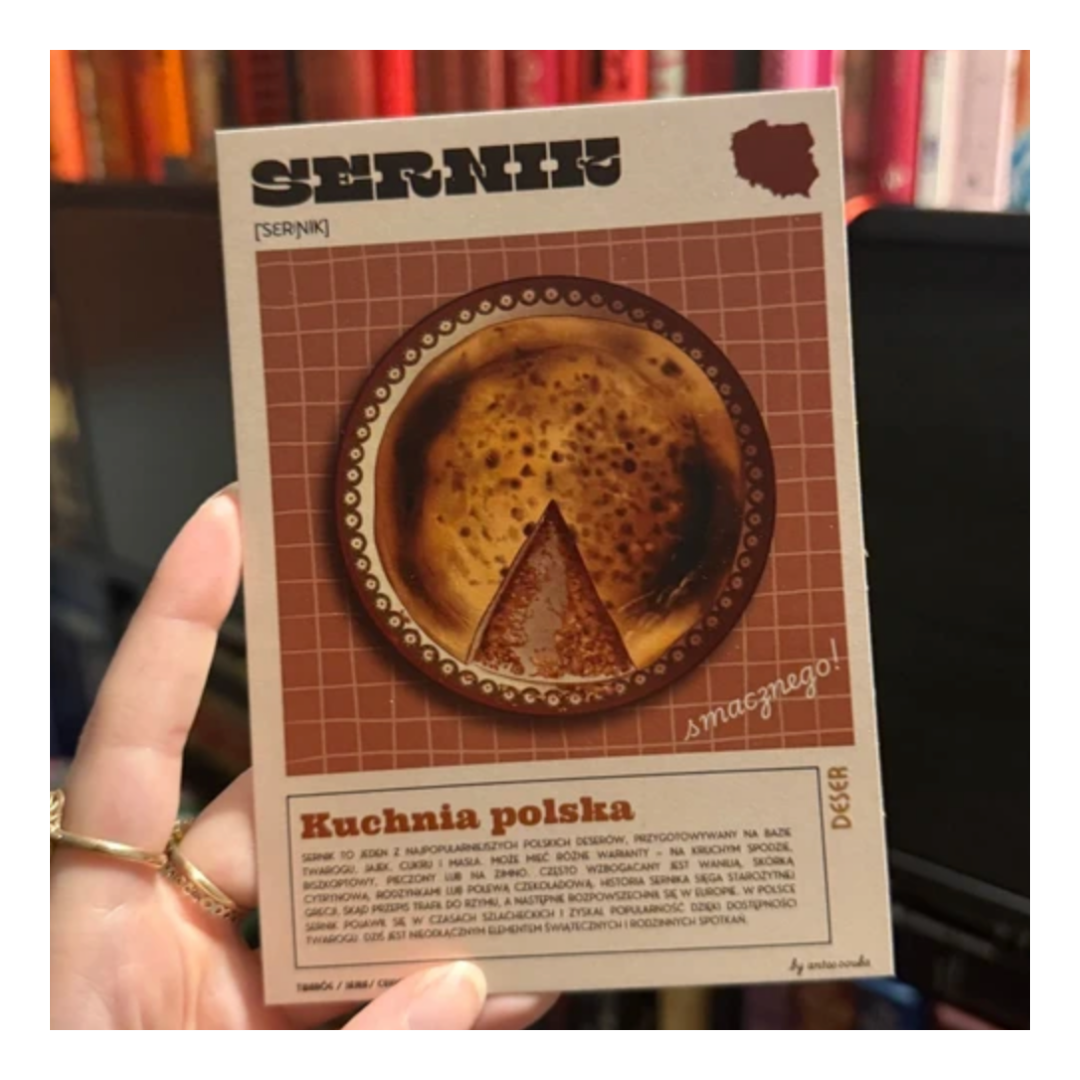 SERNIK
['SERɲIK]
smacznego!
DESER
Kuchnia polska
SERNIK TO JEDEN Z NAJPOPULARNIEJSZYCH POLSKICH DESERÓW, PRZYGOTOWYWANY NA BAZIE
TWAROGU, JAJEK, CUKRU I MASŁA. MOŻE MIEĆ RÓŻNE WARIANTY – NA KRUCHYM SPODZIE,
BISZKOPTOWY, PIECZONY LUB NA ZIMNO. CZĘSTO WZBOGACANY JEST WANILIĄ, SKÓRKĄ
CYTRYNOWĄ, RODZYNKAMI LUB POLEWĄ CZEKOLADOWĄ. HISTORIA SERNIKA SIĘGA STAROŻYTNEJ
GRECJI, SKĄD PRZEPIS TRAFIŁ DO RZYMU, A NASTĘPNIE ROZPOWSZECHNIŁ SIĘ W EUROPIE. W POLSCE
SERNIK POJAWIŁ SIĘ W CZASACH SZLACHECKICH I ZYSKAŁ POPULARNOŚĆ DZIĘKI DOSTĘPNOŚCI
TWAROGU. DZIŚ JEST NIEODŁĄCZNYM ELEMENTEM ŚWIĄTECZNYCH I RODZINNYCH SPOTKAŃ.
by
TWARÓG / JAJKA /